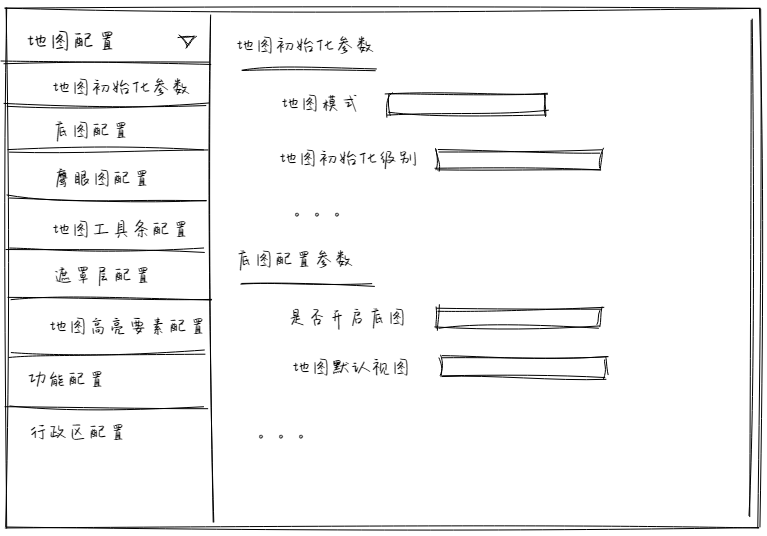 地图配置
地图初始化参数
底图配置
鹰眼图配置
地图工具条配置
遮罩层配置
地图高亮要素配置
功能配置
行政区配置
地图初始化参数
地图模式
地图初始化级别
。。。
底图配置参数
是否开启底图
地图默认视图
。。。